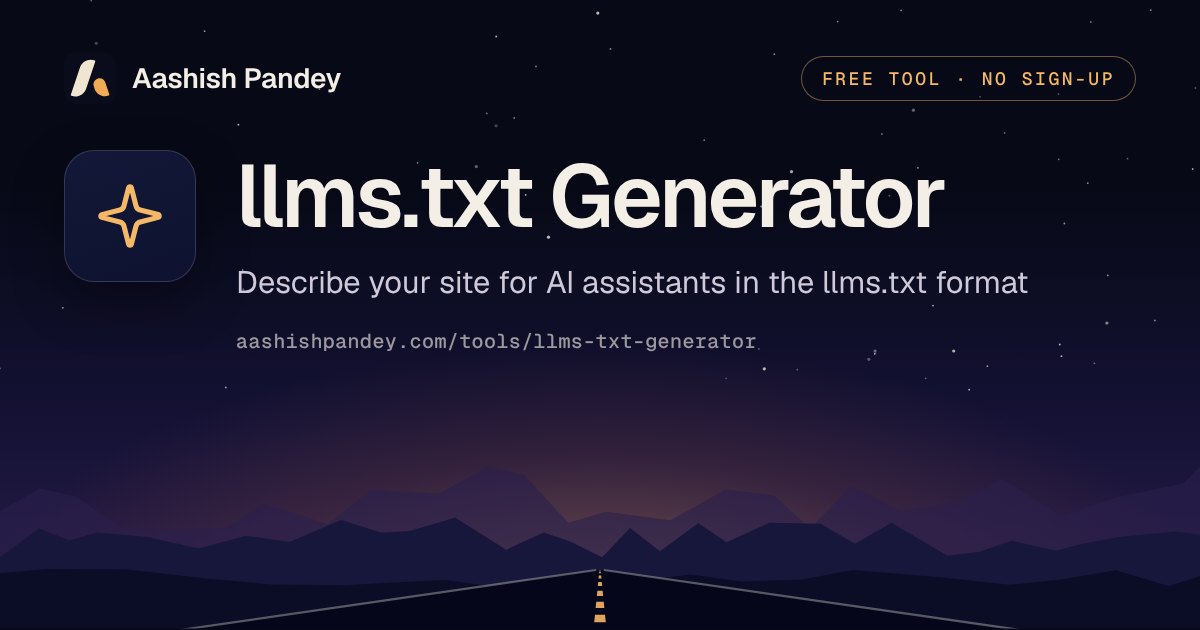 Aashish Pandey
FREE TOOL · NO SIGN-UP
llms.txt Generator
Describe your site for AI assistants in the llms.txt format
aashishpandey.com/tools/llms-txt-generator